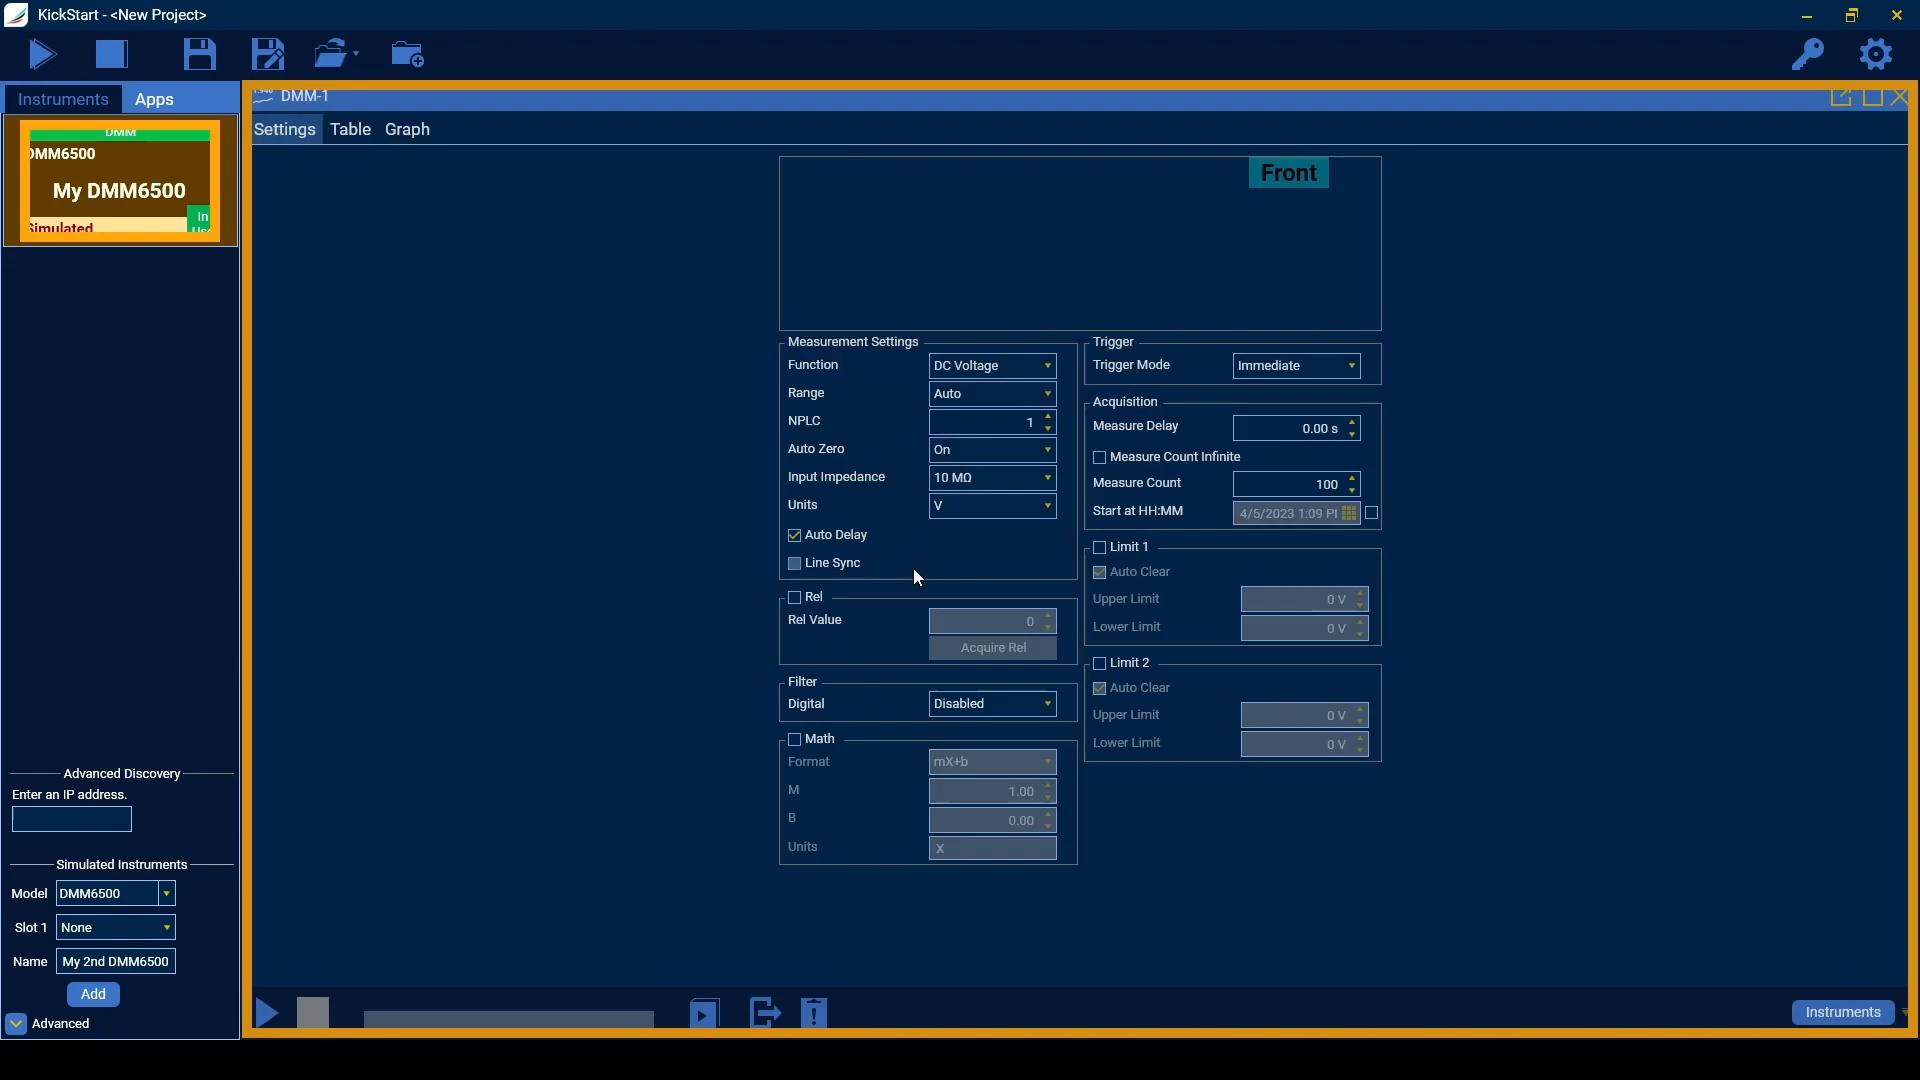 KickStart - <New Project>
Instruments
Apps
DMM
DMM6500
My DMM6500
Simulated
In
Use
Advanced Discovery
Enter an IP address.
Simulated Instruments
Model DMM6500
Slot 1 None
Name My 2nd DMM6500
Add
Advanced
DMM-1
Settings Table Graph
Front
Measurement Settings
Function DC Voltage
Range Auto
NPLC 1
Auto Zero On
Input Impedance 10 MΩ
Units V
Auto Delay
Line Sync
Rel
Rel Value 0
Acquire Rel
Filter
Digital Disabled
Math
Format mX+b
M 1.00
B 0.00
Units X
Trigger
Trigger Mode Immediate
Acquisition
Measure Delay 0.00 s
Measure Count Infinite
Measure Count 100
Start at HH:MM 4/5/2023 1:09 PI
Limit 1
Auto Clear
Upper Limit 0 V
Lower Limit 0 V
Limit 2
Auto Clear
Upper Limit 0 V
Lower Limit 0 V
Instruments